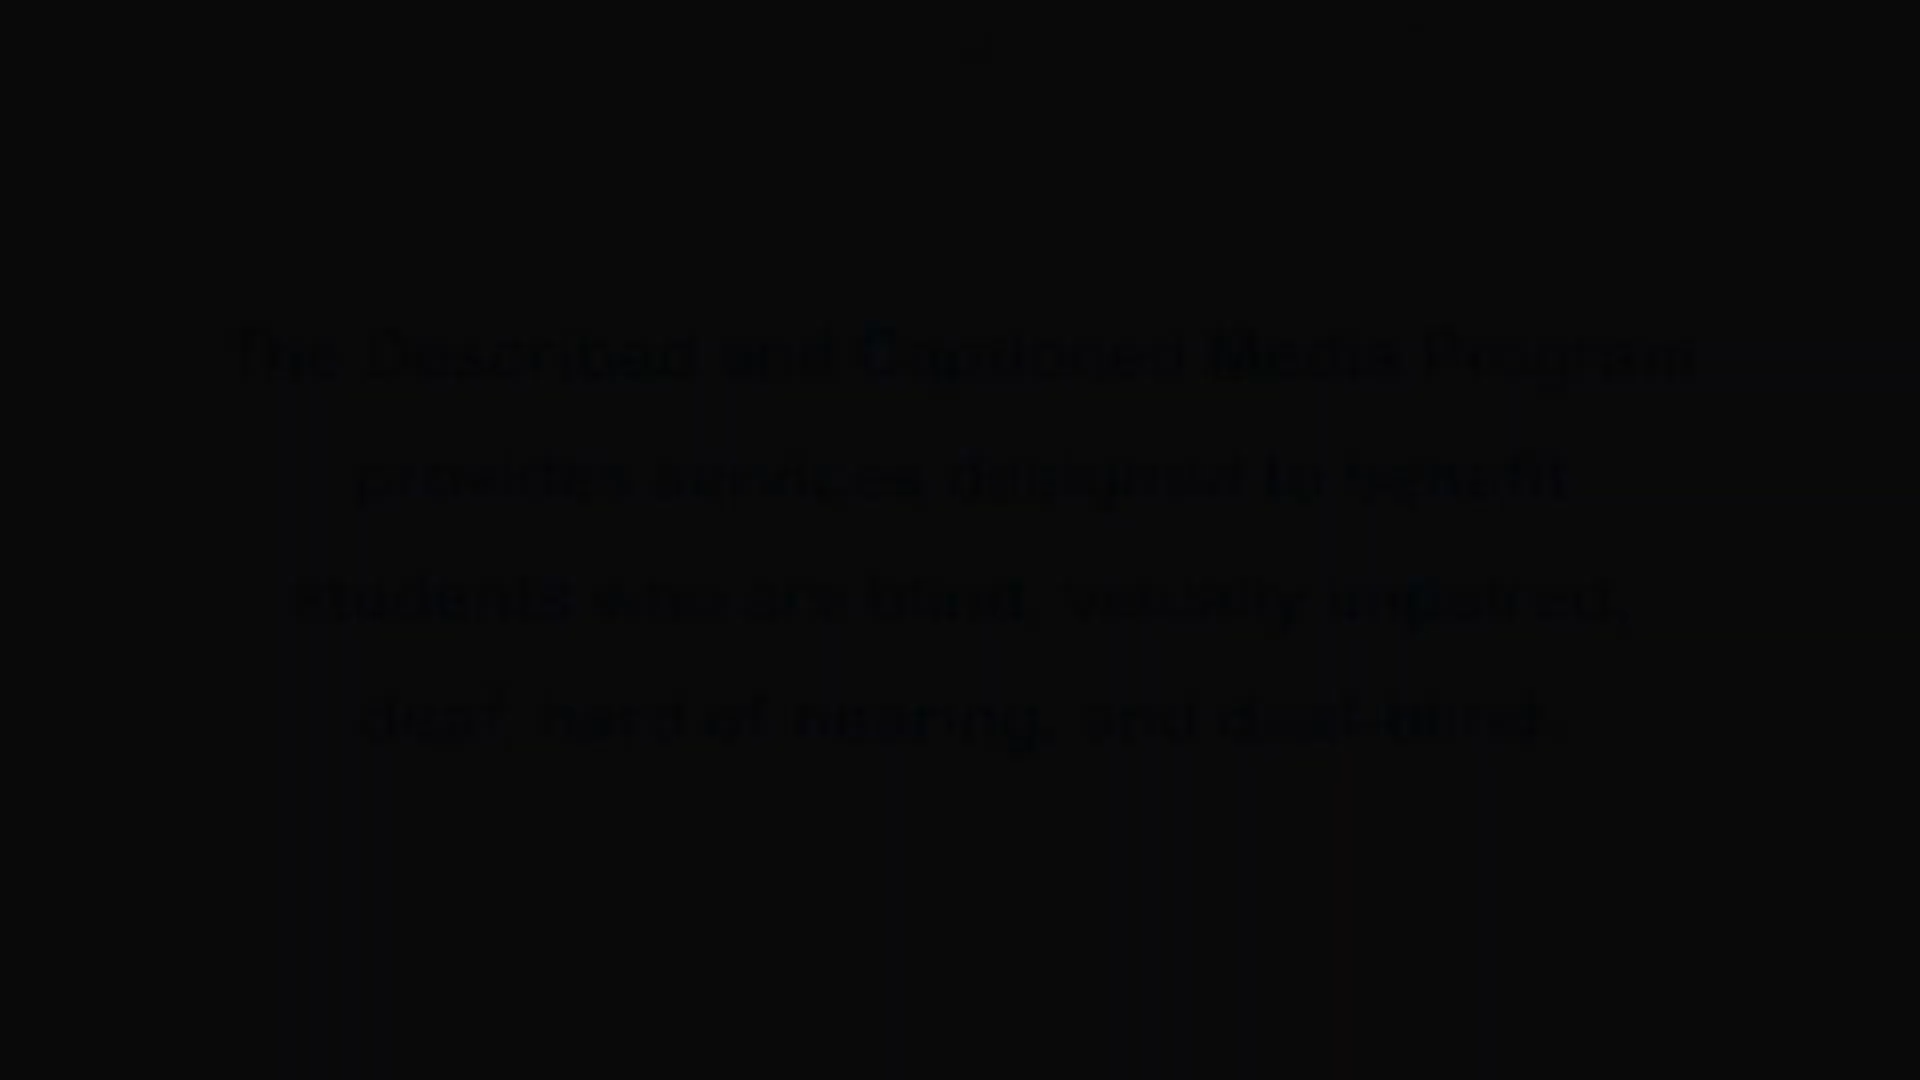 The Described and Captioned Media Program
provides services designed to benefit
students who are blind, visually impaired,
deaf, hard of hearing, and deaf-blind.